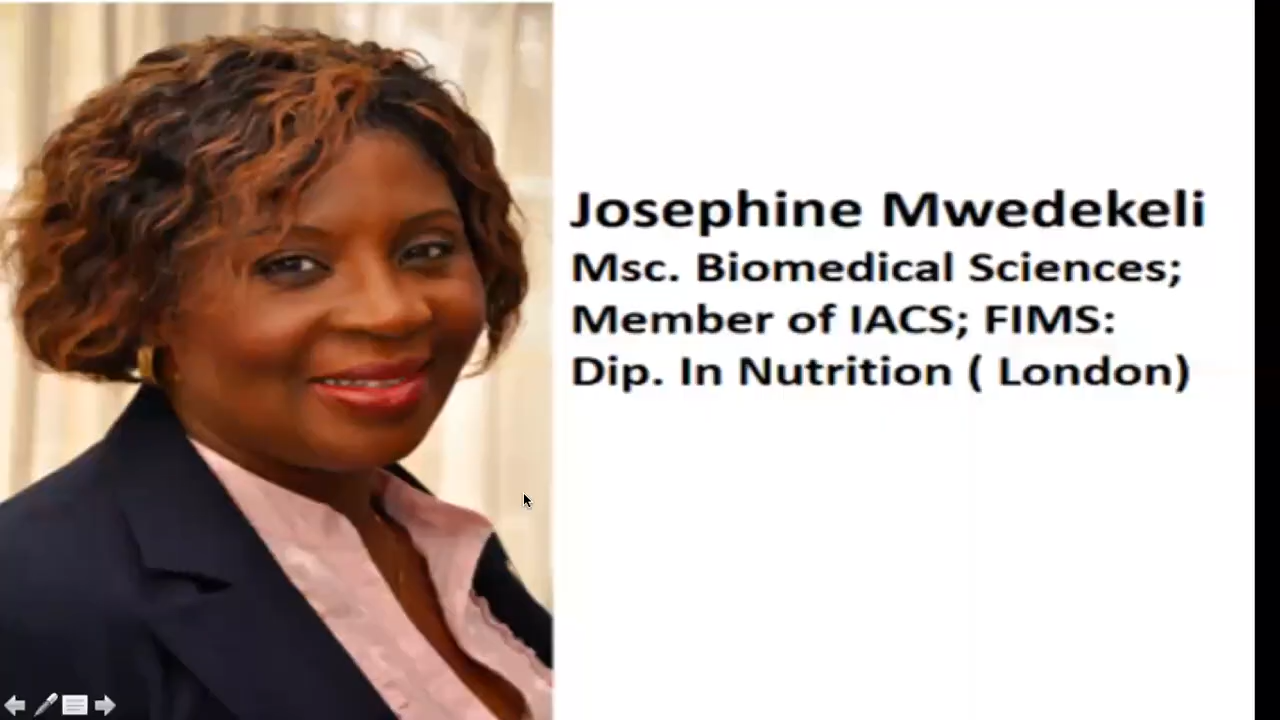 Josephine Mwedekeli
Msc. Biomedical Sciences;
Member of IACS; FIMS:
Dip. In Nutrition ( London)